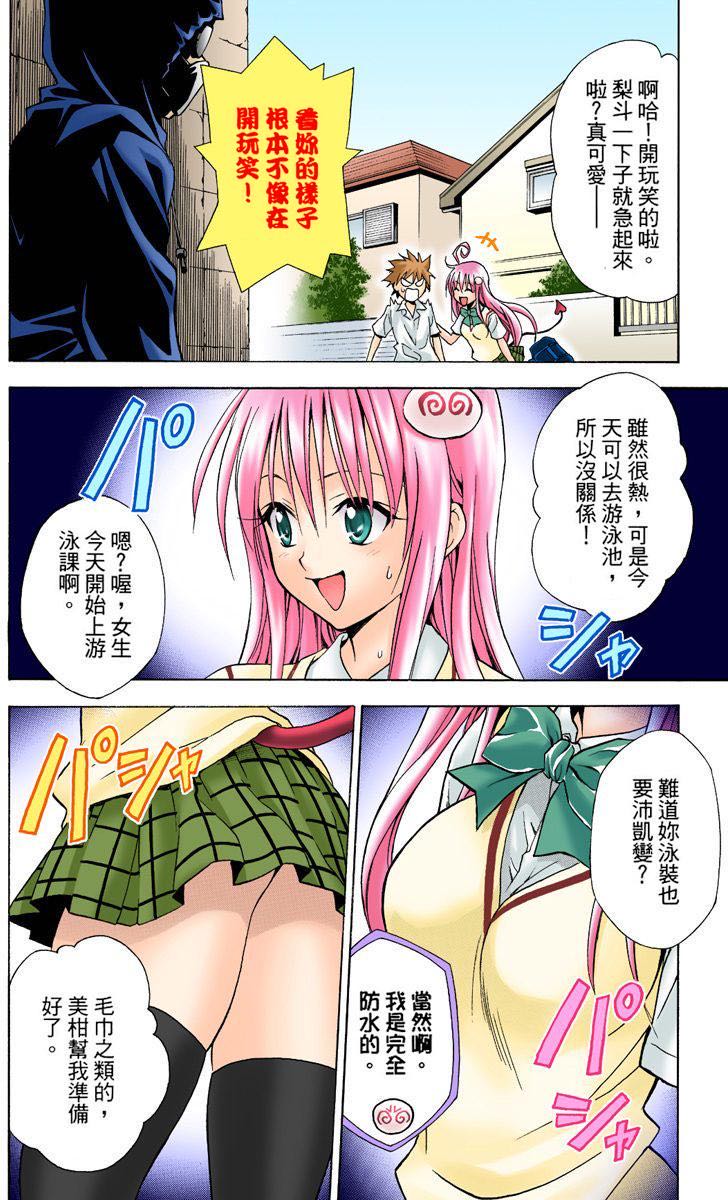 啊哈！開玩笑的啦。
梨斗一下子就急起來
啦？真可愛──
看妳的樣子
根本不像在
開玩笑！
雖然很熱，可是今
天可以去游泳池，
所以沒關係！
パシャ
嗯？喔，女生
今天開始上游
泳課啊。
難道妳泳裝也
要沛凱變？
當然啊。
我是完全
防水的。
パシャ
毛巾之類的，
美柑幫我準備
好了。
パシャ